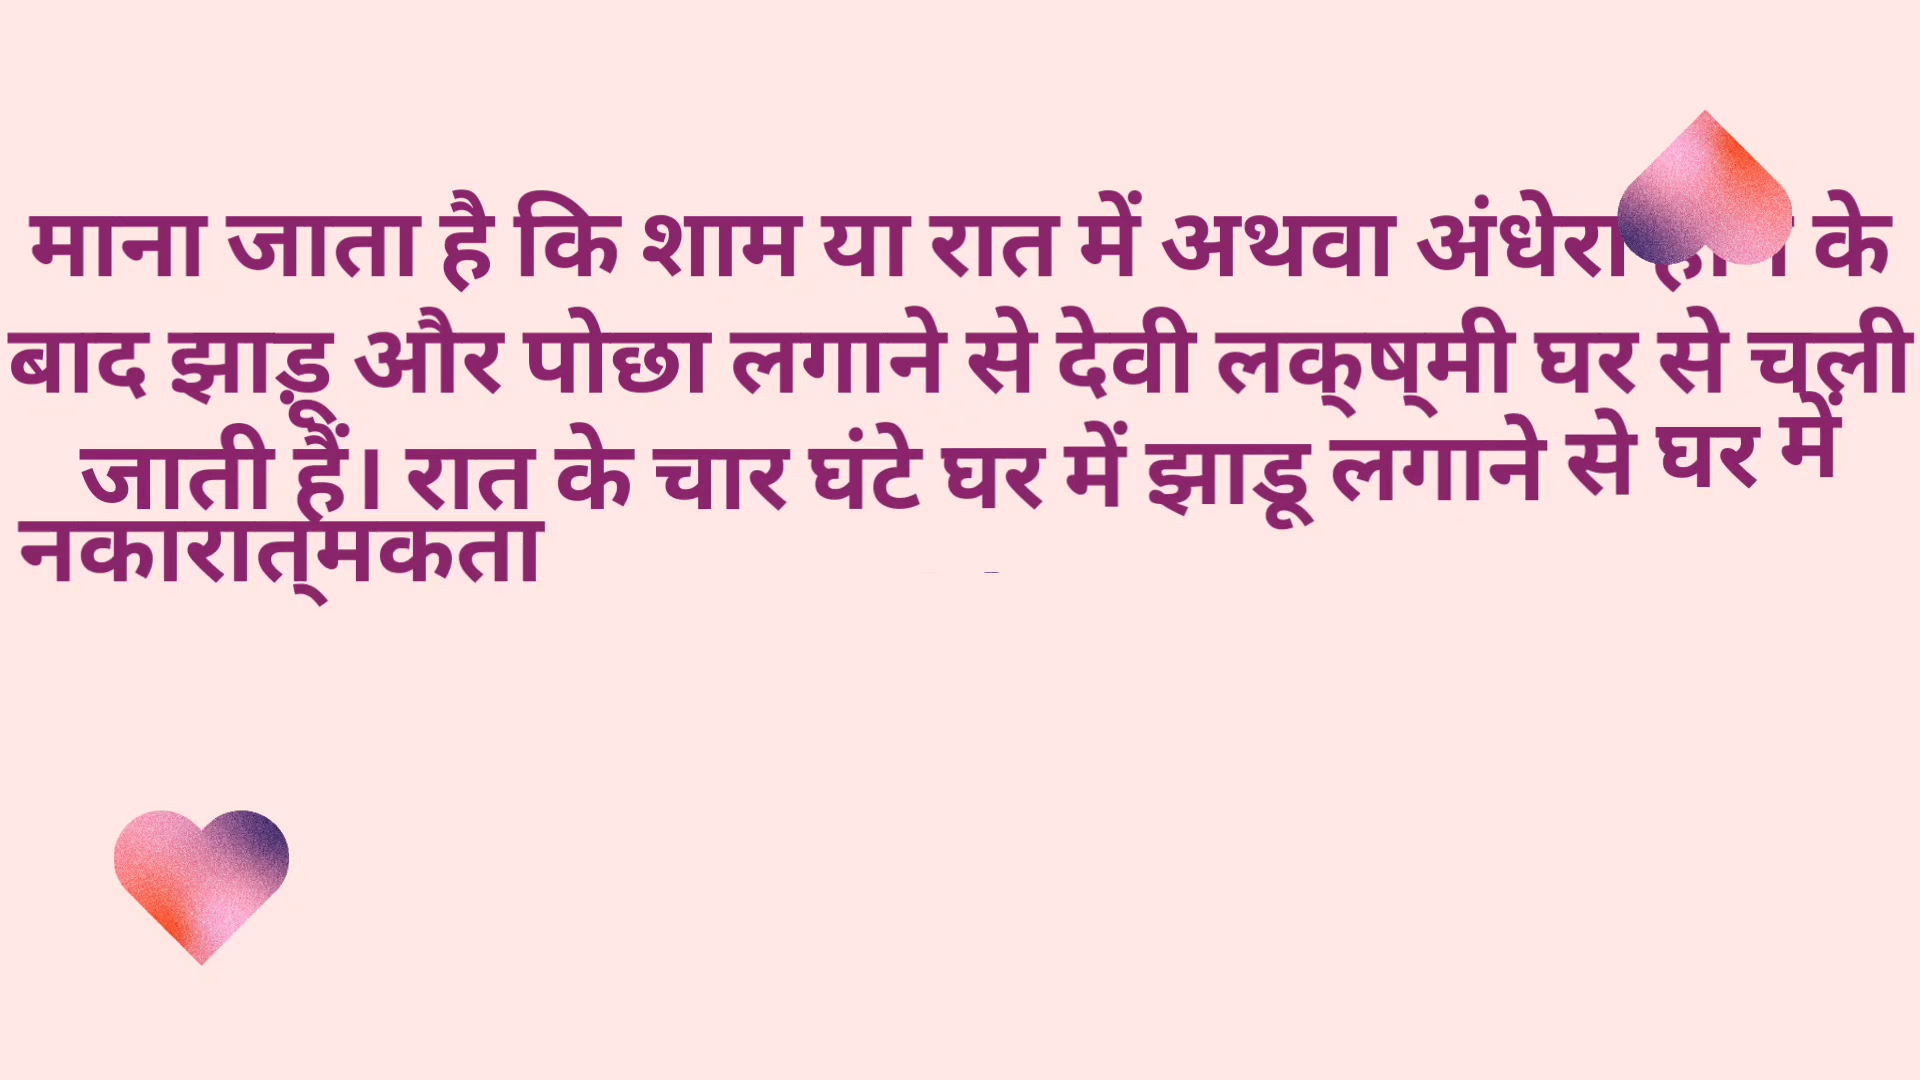 माना जाता है कि शाम या रात में अथवा अंधेरा के
बाद झाड़ू और पोछा लगाने से देवी लक्ष्मी घर से चली
जाती हैं। रात के चार घंटे घर में झाडू लगाने से घर में
नकारात्मकता